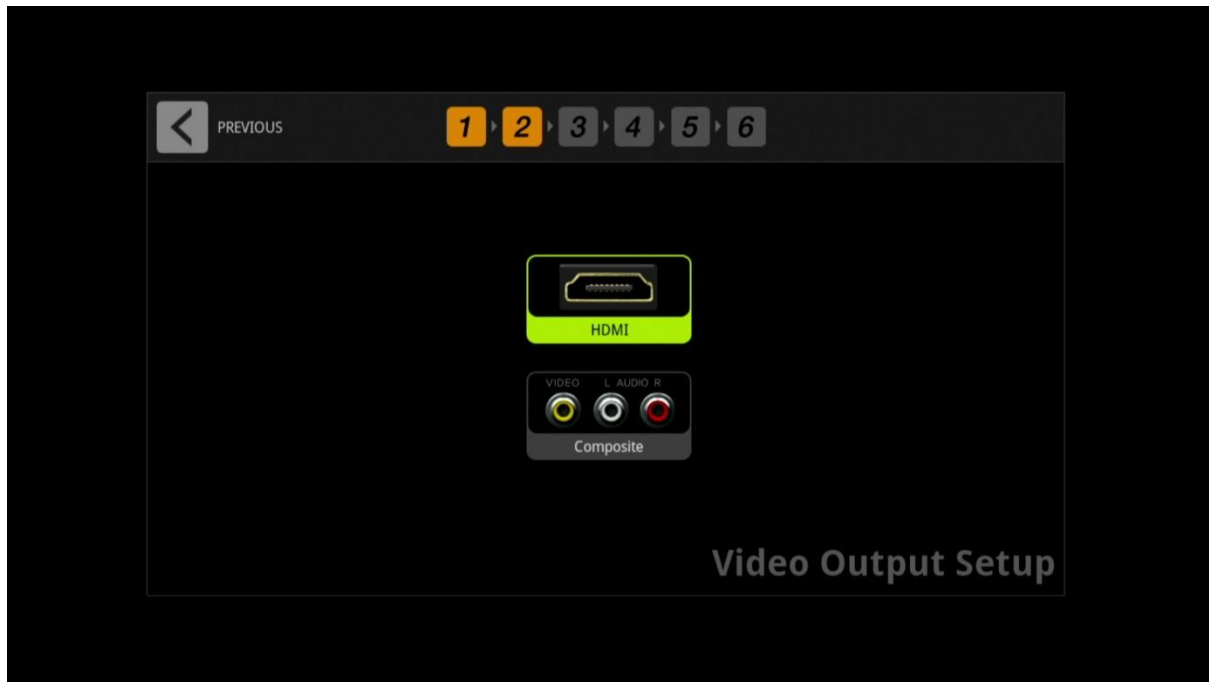 PREVIOUS
1 2 3 4 5 6
HDMI
VIDEO L AUDIO R
Composite
Video Output Setup